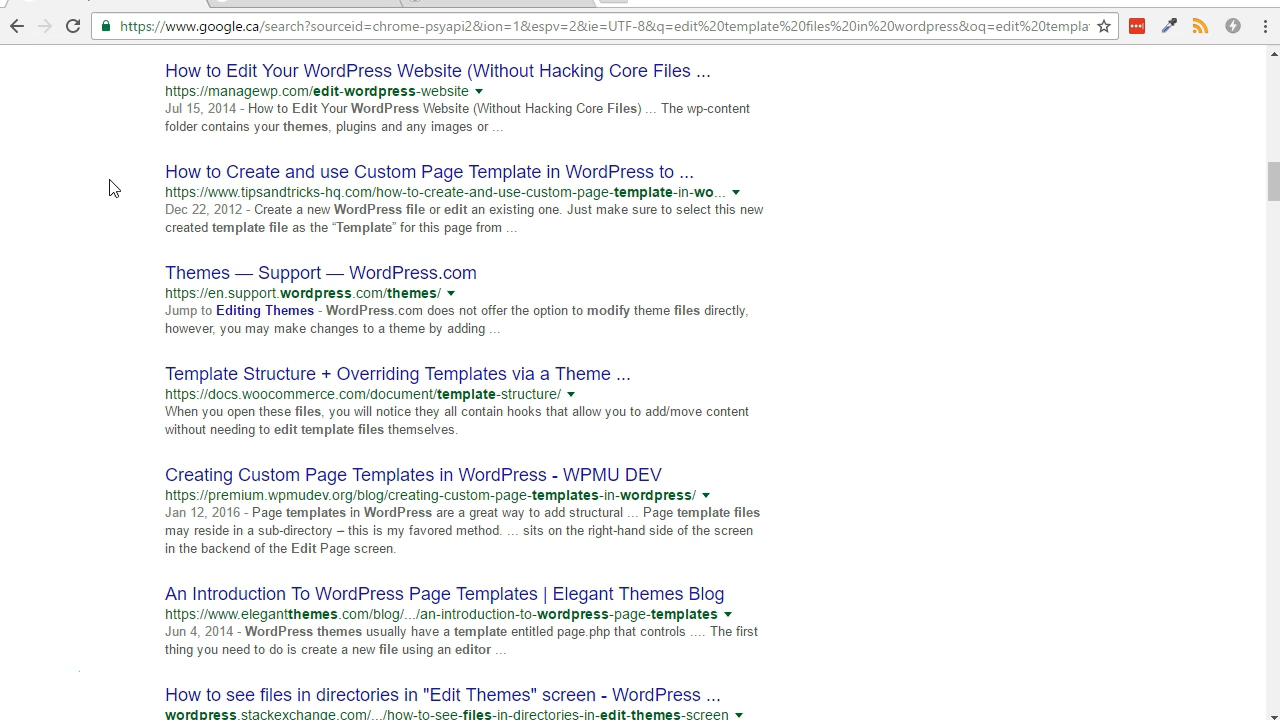 https://www.google.ca/search?sourceid=chrome-psyapi2&ion=1&espv=2&ie=UTF-8&q=edit%20template%20files%20in%20wordpress&oq=edit%20templat
How to Edit Your WordPress Website (Without Hacking Core Files ...
https://managewp.com/edit-wordpress-website
Jul 15, 2014 - How to Edit Your WordPress Website (Without Hacking Core Files) ... The wp-content
folder contains your themes, plugins and any images or ...
How to Create and use Custom Page Template in WordPress to ...
https://www.tipsandtricks-hq.com/how-to-create-and-use-custom-page-template-in-wo...
Dec 22, 2012 - Create a new WordPress file or edit an existing one. Just make sure to select this new
created template file as the “Template” for this page from ...
Themes — Support — WordPress.com
https://en.support.wordpress.com/themes/
Jump to Editing Themes - WordPress.com does not offer the option to modify theme files directly,
however, you may make changes to a theme by adding ...
Template Structure + Overriding Templates via a Theme ...
https://docs.woocommerce.com/document/template-structure/
When you open these files, you will notice they all contain hooks that allow you to add/move content
without needing to edit template files themselves.
Creating Custom Page Templates in WordPress - WPMU DEV
https://premium.wpmudev.org/blog/creating-custom-page-templates-in-wordpress/
Jan 12, 2016 - Page templates in WordPress are a great way to add structural ... Page template files
may reside in a sub-directory – this is my favored method. ... sits on the right-hand side of the screen
in the backend of the Edit Page screen.
An Introduction To WordPress Page Templates | Elegant Themes Blog
https://www.elegantthemes.com/blog/.../an-introduction-to-wordpress-page-templates
Jun 4, 2014 - WordPress themes usually have a template entitled page.php that controls .... The first
thing you need to do is create a new file using an editor ...
How to see files in directories in "Edit Themes" screen - WordPress ...
wordpress.stackexchange.com/.../how-to-see-files-in-directories-in-edit-themes-screen